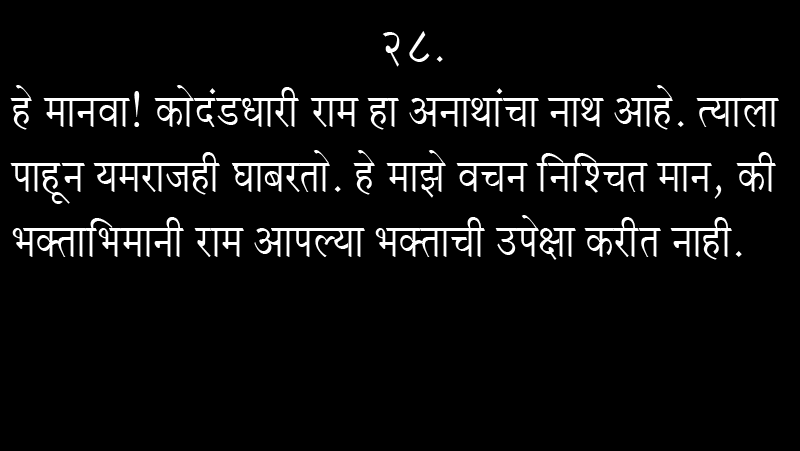 २८.
हे मानवा! कोदंडधारी राम हा अनाथांचा नाथ आहे. त्याला
पाहून यमराजही घाबरतो. हे माझे वचन निश्चित मान, की
भक्ताभिमानी राम आपल्या भक्ताची उपेक्षा करीत नाही.